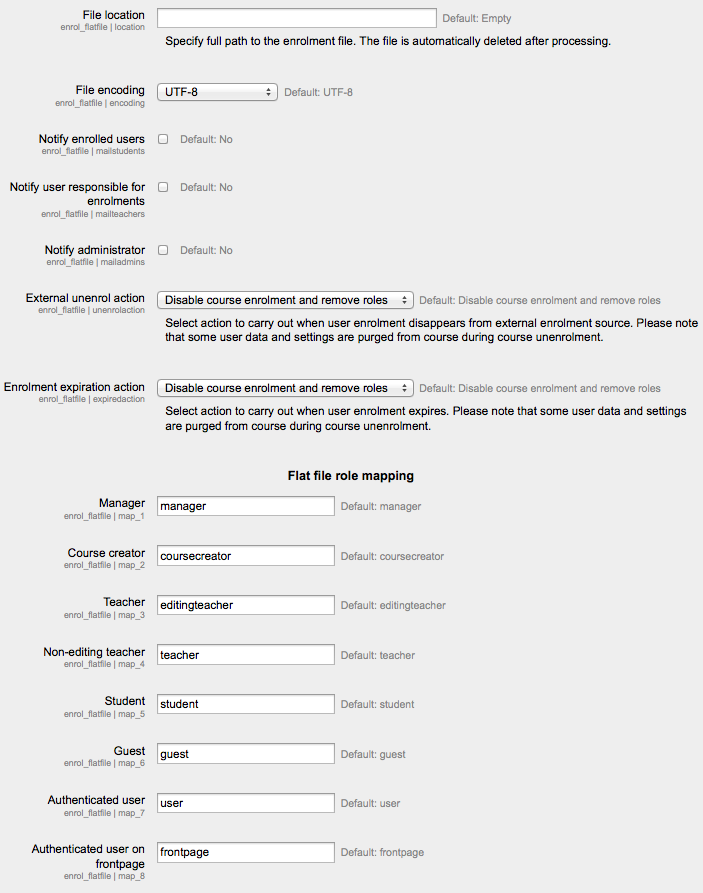 File location
Default: Empty
enrol_flatfile | location
Specify full path to the enrolment file. The file is automatically deleted after processing.
File encoding
UTF-8
Default: UTF-8
enrol_flatfile | encoding
Notify enrolled users
Default: No
enrol_flatfile | mailstudents
Notify user responsible for
Default: No
enrolments
enrol_flatfile | mailteachers
Notify administrator
Default: No
enrol_flatfile | mailadmins
External unenrol action
Disable course enrolment and remove roles
Default: Disable course enrolment and remove roles
enrol_flatfile | unenrolaction
Select action to carry out when user enrolment disappears from external enrolment source. Please note
that some user data and settings are purged from course during course unenrolment.
Enrolment expiration action
Disable course enrolment and remove roles
Default: Disable course enrolment and remove roles
enrol_flatfile | expiredaction
Select action to carry out when user enrolment expires. Please note that some user data and settings
are purged from course during course unenrolment.
Flat file role mapping
Manager
manager
Default: manager
enrol_flatfile | map_1
Course creator
coursecreator
Default: coursecreator
enrol_flatfile | map_2
Teacher
editingteacher
Default: editingteacher
enrol_flatfile | map_3
Non-editing teacher
teacher
Default: teacher
enrol_flatfile | map_4
Student
student
Default: student
enrol_flatfile | map_5
Guest
guest
Default: guest
enrol_flatfile | map_6
Authenticated user
user
Default: user
enrol_flatfile | map_7
Authenticated user on
frontpage
Default: frontpage
frontpage
enrol_flatfile | map_8